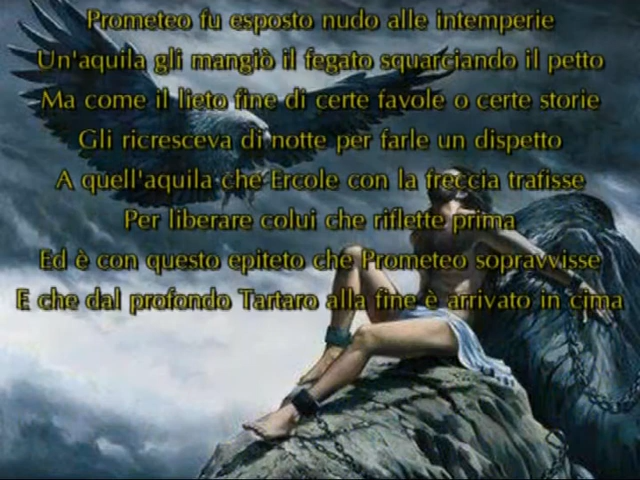 Prometeo fu esposto nudo alle intemperie
Un'aquila gli mangiò il fegato squarciando il petto
Ma come il lieto fine di certe favole o certe storie
Gli ricresceva di notte per farle un dispetto
A quell'aquila che Ercole con la freccia trafisse
Per liberare colui che riflette prima
Ed è con questo epiteto che Prometeo sopravvisse
E che dal profondo Tartaro alla fine è arrivato in cima